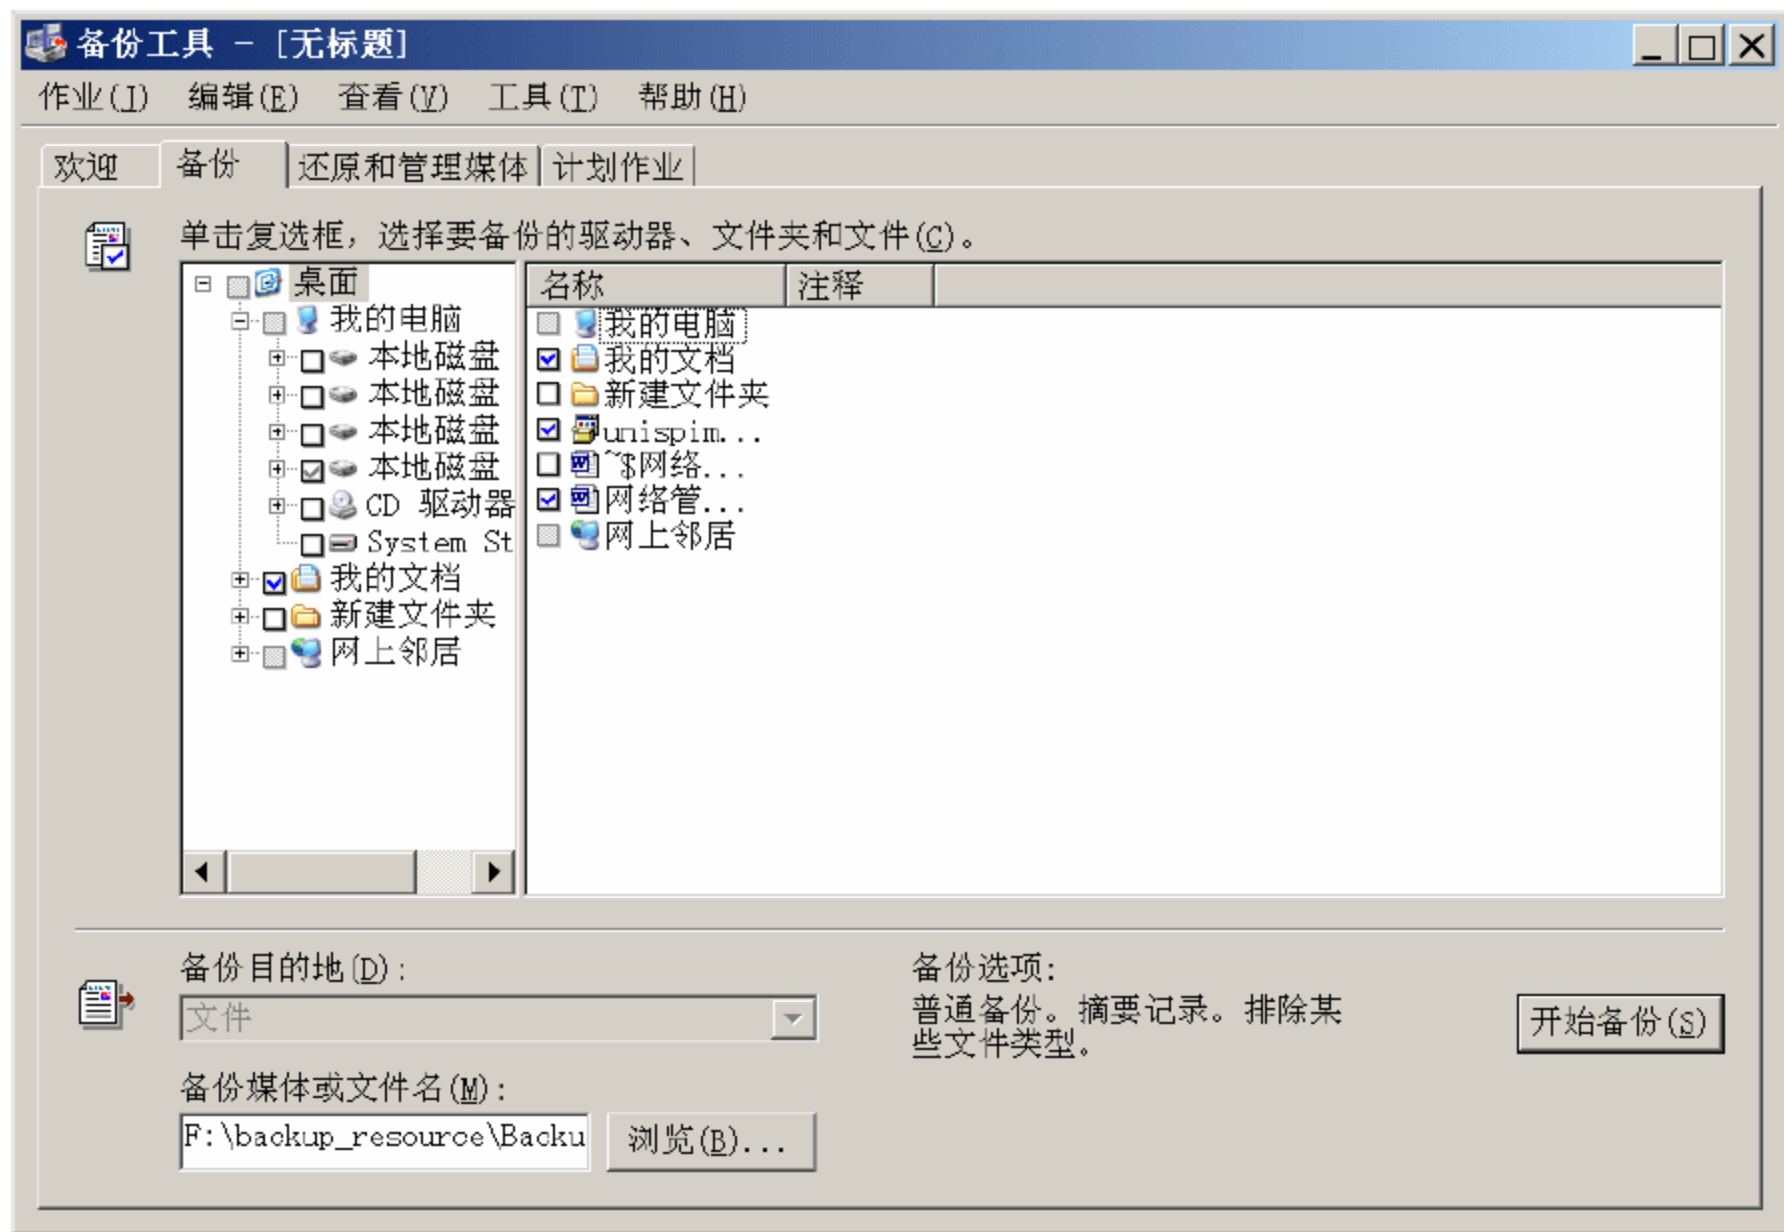 备份工具 - [无标题]
作业(J) 编辑(E) 查看(V) 工具(T) 帮助(H)
欢迎 备份 还原和管理媒体 计划作业
单击复选框，选择要备份的驱动器、文件夹和文件(C)。
桌面
我的电脑
本地磁盘
本地磁盘
本地磁盘
本地磁盘
CD 驱动器
System St
我的文档
新建文件夹
网上邻居
名称 注释
我的电脑
我的文档
新建文件夹
unispim...
~$网络...
网络管...
网上邻居
备份目的地(D):
文件
备份媒体或文件名(M):
F:\backup_resource\Backu 浏览(B)...
备份选项:
普通备份。摘要记录。排除某
些文件类型。
开始备份(S)